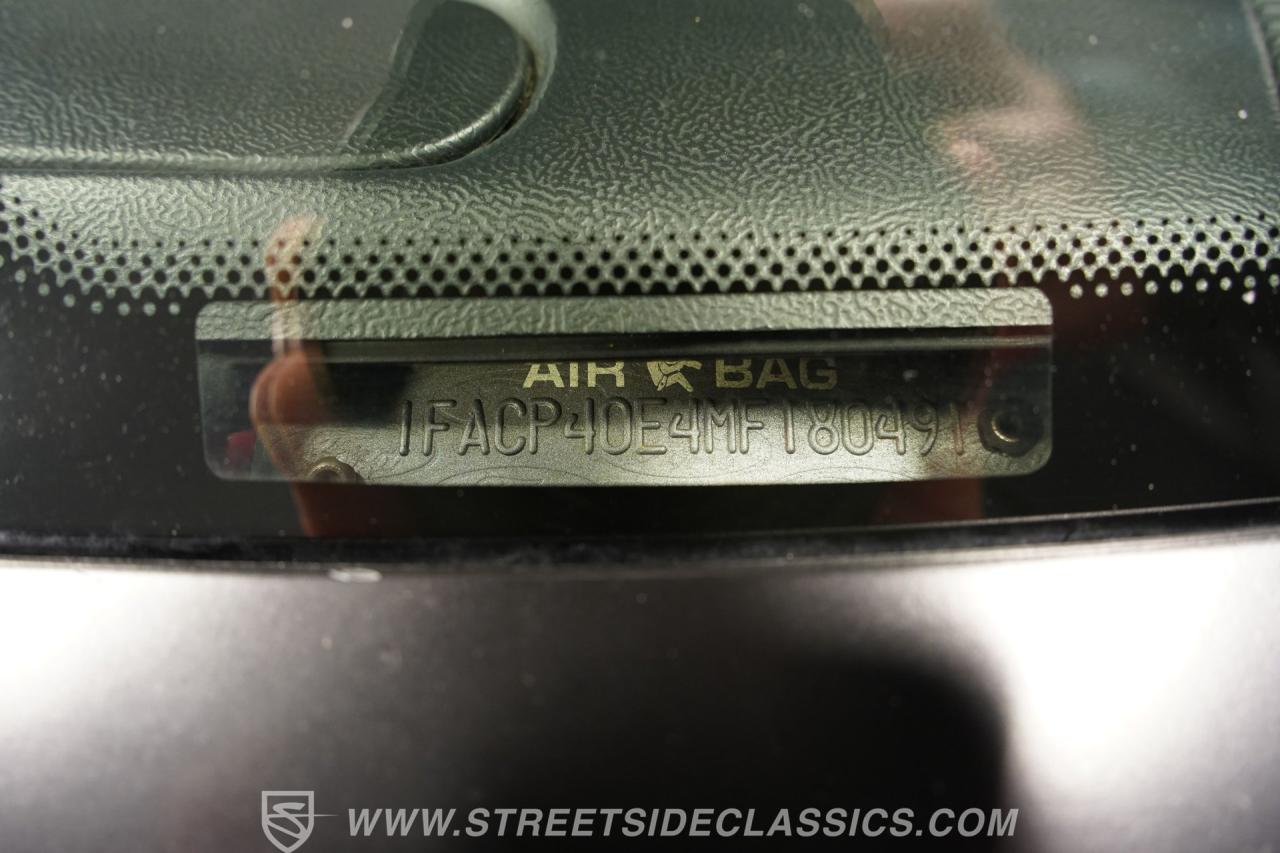 AIR BAG
1FACP40E4MF180491
WWW.STREETSIDECLASSICS.COM